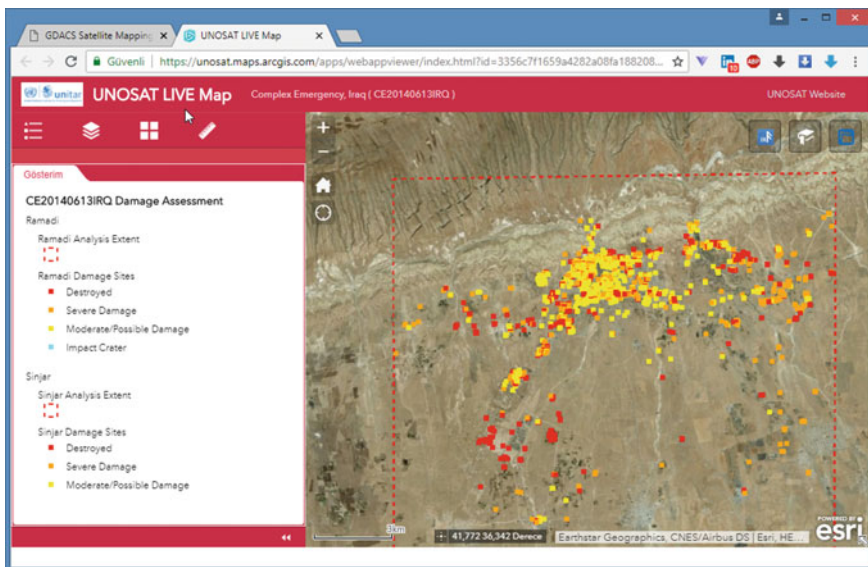 GDACS Satellite Mapping
UNOSAT LIVE Map
Güvenli
https://unosat.maps.arcgis.com/apps/webappviewer/index.html?id=3356c7f1659a4282a08fa188208...
10
ABP
unitar
UNOSAT LIVE Map
Complex Emergency, Iraq ( CE20140613IRQ )
UNOSAT Website
Gösterim
CE20140613IRQ Damage Assessment
Ramadi
Ramadi Analysis Extent
Ramadi Damage Sites
Destroyed
Severe Damage
Moderate/Possible Damage
Impact Crater
Sinjar
Sinjar Analysis Extent
Sinjar Damage Sites
Destroyed
Severe Damage
Moderate/Possible Damage
3km
41,772 36,342 Derece
Earthstar Geographics, CNES/Airbus DS | Esri, HE...
POWERED BY
esri